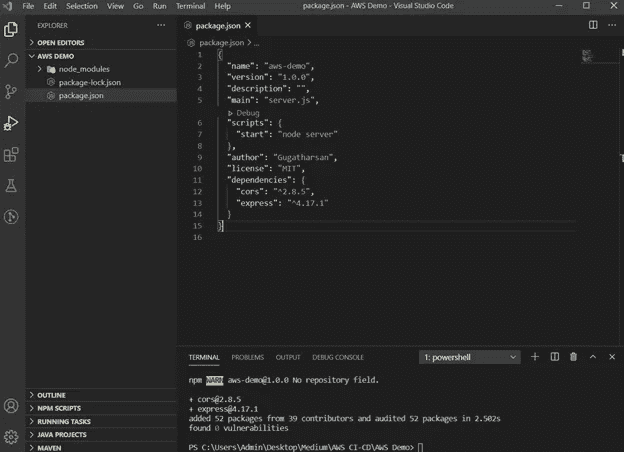 File Edit Selection View Go Run Terminal Help
package.json - AWS Demo - Visual Studio Code
EXPLORER
OPEN EDITORS
AWS DEMO
node_modules
package-lock.json
package.json
OUTLINE
NPM SCRIPTS
RUNNING TASKS
JAVA PROJECTS
MAVEN
package.json
package.json > ...
1 {
2 "name": "aws-demo",
3 "version": "1.0.0",
4 "description": "",
5 "main": "server.js",
Debug
6 "scripts": {
7 "start": "node server"
8 },
9 "author": "Gugatharsan",
10 "license": "MIT",
11 "dependencies": {
12 "cors": "^2.8.5",
13 "express": "^4.17.1"
14 }
15 }
16
TERMINAL PROBLEMS OUTPUT DEBUG CONSOLE
1: powershell
npm WARN aws-demo@1.0.0 No repository field.
+ cors@2.8.5
+ express@4.17.1
added 52 packages from 39 contributors and audited 52 packages in 2.502s
found 0 vulnerabilities
PS C:\Users\Admin\Desktop\Medium\AWS CI-CD\AWS Demo>